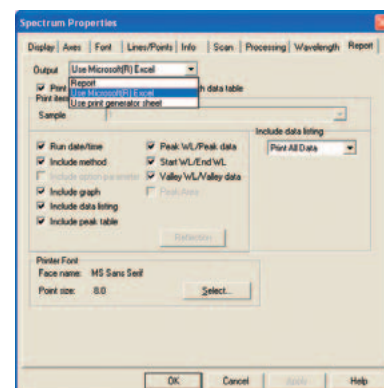 Spectrum Properties
Display Axes Font Lines/Points Info Scan Processing Wavelength Report
Output Use Microsoft(R) Excel
Report
Use Microsoft(R) Excel
Use print generator sheet
Print h data table
Print item
Sample
Include data listing
Run date/time Peak WL/Peak data Print All Data
Include method Start WL/End WL
Include option parameter Valley WL/Valley data
Include graph Peak Area
Include data listing
Include peak table
Printer Font
Face name: MS Sans Serif
Point size: 8.0 Select...
OK Cancel Apply Help